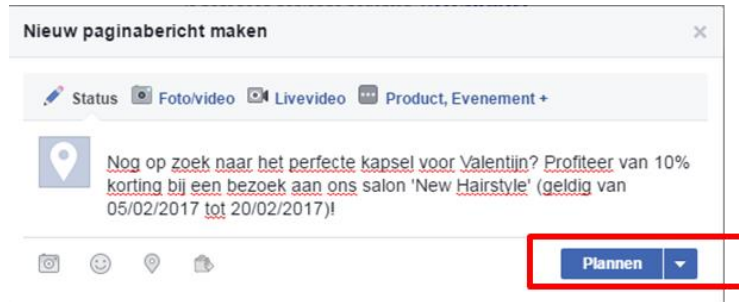 Nieuw paginabericht maken
Status Foto/video Livevideo Product, Evenement +
Nog op zoek naar het perfecte kapsel voor Valentijn? Profiteer van 10%
korting bij een bezoek aan ons salon 'New Hairstyle' (geldig van
05/02/2017 tot 20/02/2017)!
Plannen